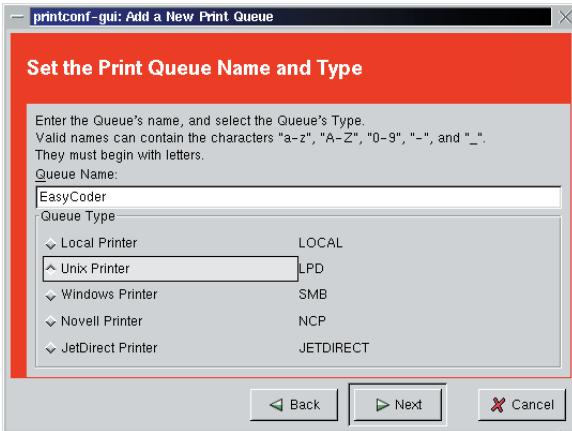 printconf-gui: Add a New Print Queue
Set the Print Queue Name and Type
Enter the Queue's name, and select the Queue's Type.
Valid names can contain the characters "a-z", "A-Z", "0-9", "-", and "_".
They must begin with letters.
Queue Name:
EasyCoder
Queue Type
Local Printer LOCAL
Unix Printer LPD
Windows Printer SMB
Novell Printer NCP
JetDirect Printer JETDIRECT
Back Next Cancel